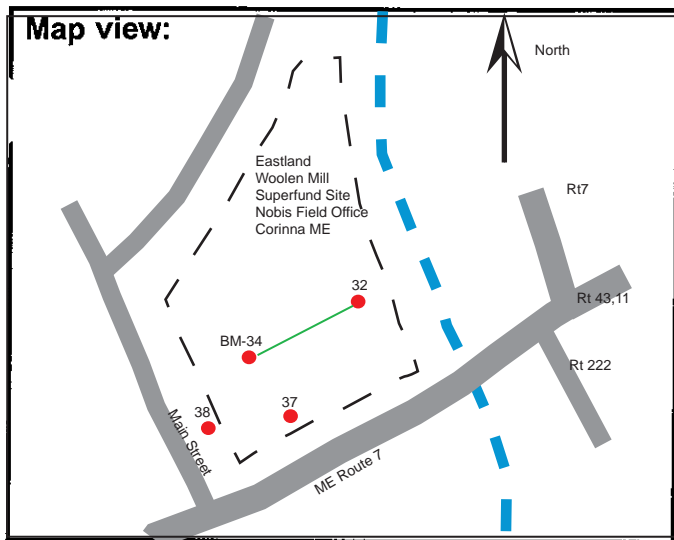 Map view:
North
Eastland
Woolen Mill
Superfund Site
Nobis Field Office
Corinna ME
Rt7
32
Rt 43,11
BM-34
Rt 222
38
37
Main Street
ME Route 7